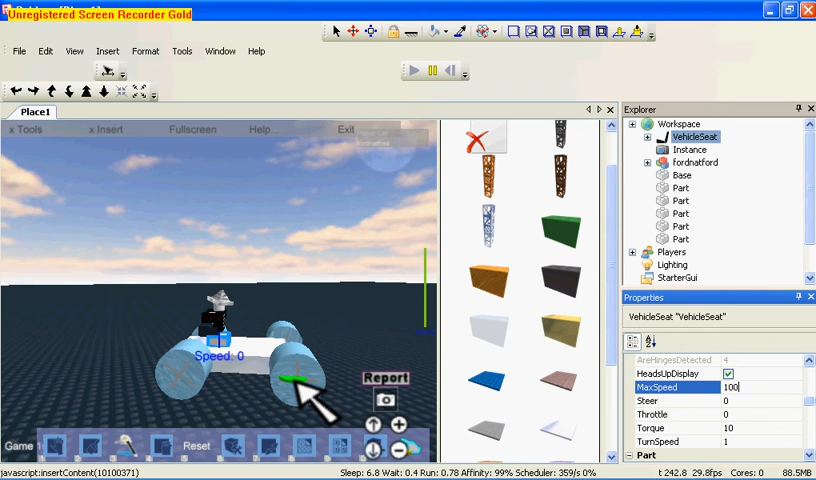 Unregistered Screen Recorder Gold
File Edit View Insert Format Tools Window Help
Place1
x Tools x Insert Fullscreen Help... Exit
fordnatford
Speed: 0
Report
Game
Reset
Explorer
Workspace
VehicleSeat
Instance
fordnatford
Base
Part
Part
Part
Part
Part
Players
Lighting
StarterGui
Properties
VehicleSeat "VehicleSeat"
AreHingesDetected 4
HeadsUpDisplay
MaxSpeed 100
Steer 0
Throttle 0
Torque 10
TurnSpeed 1
Part
javascript:insertContent(10100371) Sleep: 6.8 Wait: 0.4 Run: 0.78 Affinity: 99% Scheduler: 359/s 0% t 242.8 29.8fps Cores: 0 88.5MB